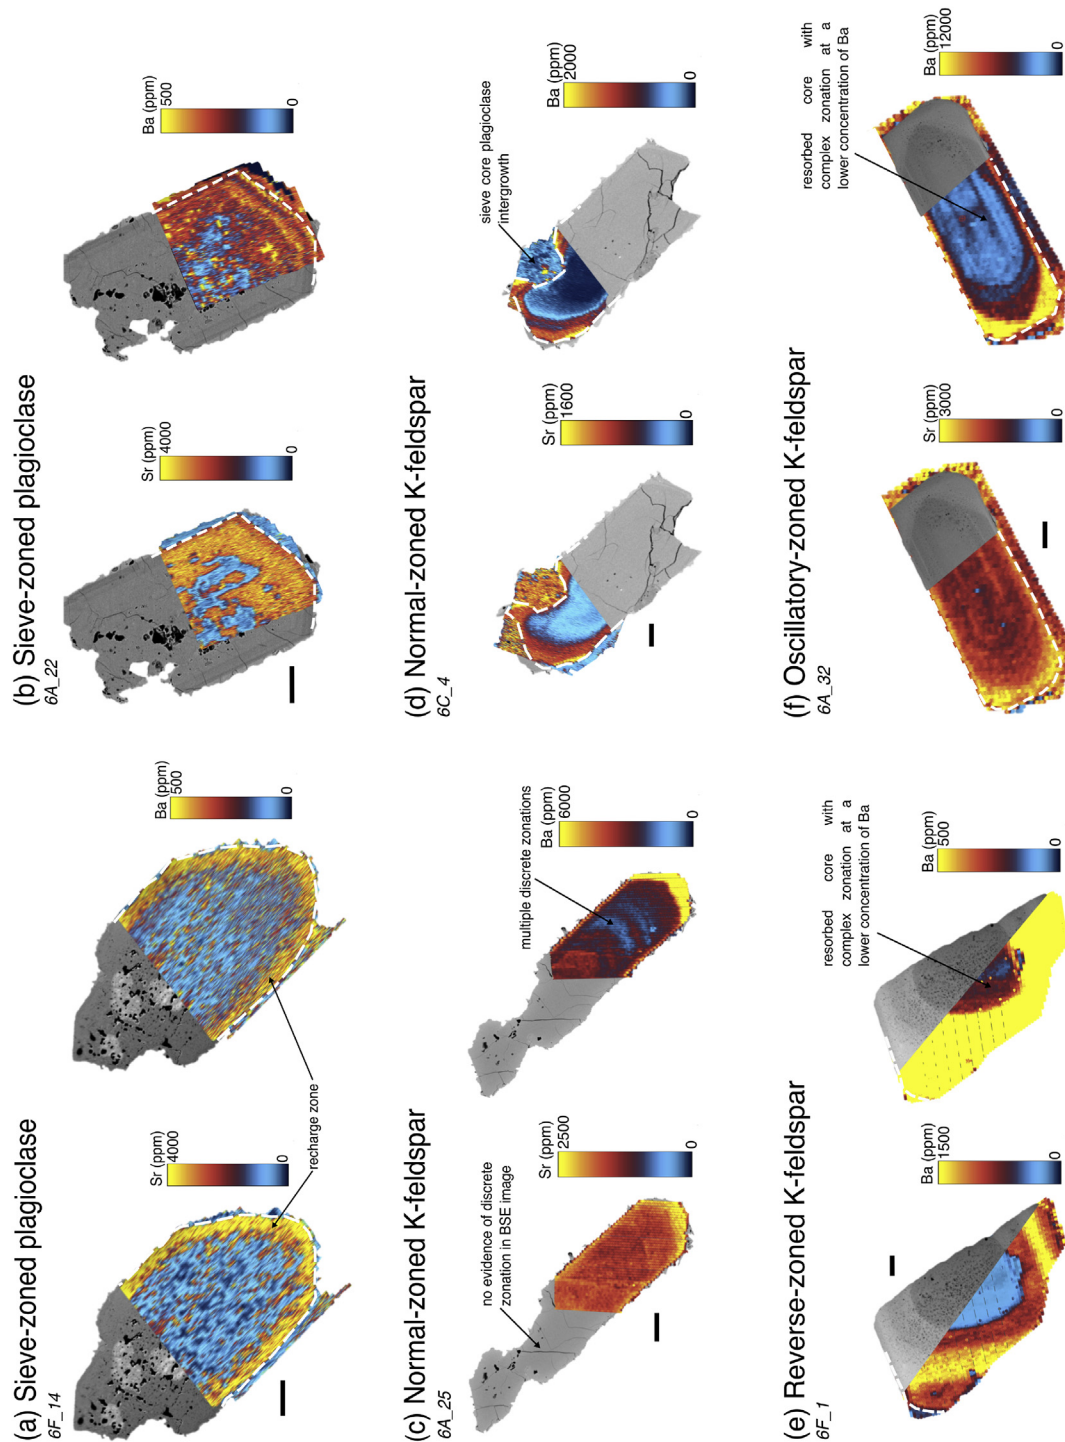 (a) Sieve-zoned plagioclase
6F_14
Sr (ppm)
4000
0
Ba (ppm)
500
0
recharge zone
(b) Sieve-zoned plagioclase
6A_22
Sr (ppm)
4000
0
Ba (ppm)
500
0
(c) Normal-zoned K-feldspar
6A_25
no evidence of discrete
zonation in BSE image
Sr (ppm)
2500
0
multiple discrete zonations
Ba (ppm)
6000
0
(d) Normal-zoned K-feldspar
6C_4
Sr (ppm)
1600
0
sieve core plagioclase
intergrowth
Ba (ppm)
2000
0
(e) Reverse-zoned K-feldspar
6F_1
Ba (ppm)
1500
0
resorbed core with
complex zonation at a
lower concentration of Ba
Ba (ppm)
500
0
(f) Oscillatory-zoned K-feldspar
6A_32
Sr (ppm)
3000
0
resorbed core with
complex zonation at a
lower concentration of Ba
Ba (ppm)
12000
0